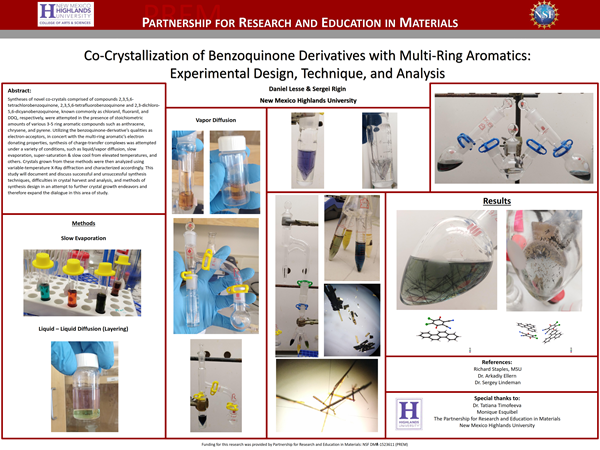 NEW MEXICO
HIGHLANDS
UNIVERSITY
COLLEGE OF ARTS & SCIENCES
PREM
PARTNERSHIP FOR RESEARCH AND EDUCATION IN MATERIALS
NSF
Co-Crystallization of Benzoquinone Derivatives with Multi-Ring Aromatics:
Experimental Design, Technique, and Analysis
Daniel Lesse & Sergei Rigin
New Mexico Highlands University
Abstract:
Syntheses of novel co-crystals comprised of compounds 2,3,5,6-
tetrachlorobenzoquinone, 2,3,5,6-tetrafluorobenzoquinone and 2,3-dichloro-
5,6-dicyanobenzoquinone, known commonly as chloranil, fluoranil, and
DDQ, respectively, were attempted in the presence of stoichiometric
amounts of various 3-5 ring aromatic compounds such as anthracene,
chrysene, and pyrene. Utilizing the benzoquinone-derivative's qualities as
electron-acceptors, in concert with the multi-ring aromatic's electron
donating properties, synthesis of charge-transfer complexes was attempted
under a variety of conditions, such as liquid/vapor diffusion, slow
evaporation, super-saturation & slow cool from elevated temperatures, and
others. Crystals grown from these methods were then analyzed using
variable-temperature X-Ray diffraction and characterized accordingly. This
study will document and discuss successful and unsuccessful synthesis
techniques, difficulties in crystal harvest and analysis, and methods of
synthesis design in an attempt to further crystal growth endeavors and
therefore expand the dialogue in this area of study.
Methods
Slow Evaporation
Liquid – Liquid Diffusion (Layering)
Vapor Diffusion
Results
References:
Richard Staples, MSU
Dr. Arkadiy Ellern
Dr. Sergey Lindeman
Special thanks to:
Dr. Tatiana Timofeeva
Monique Esquibel
The Partnership for Research and Education in Materials
New Mexico Highlands University
H
HIGHLANDS
Funding for this research was provided by Partnership for Research and Education in Materials: NSF DMR-1523611 (PREM)